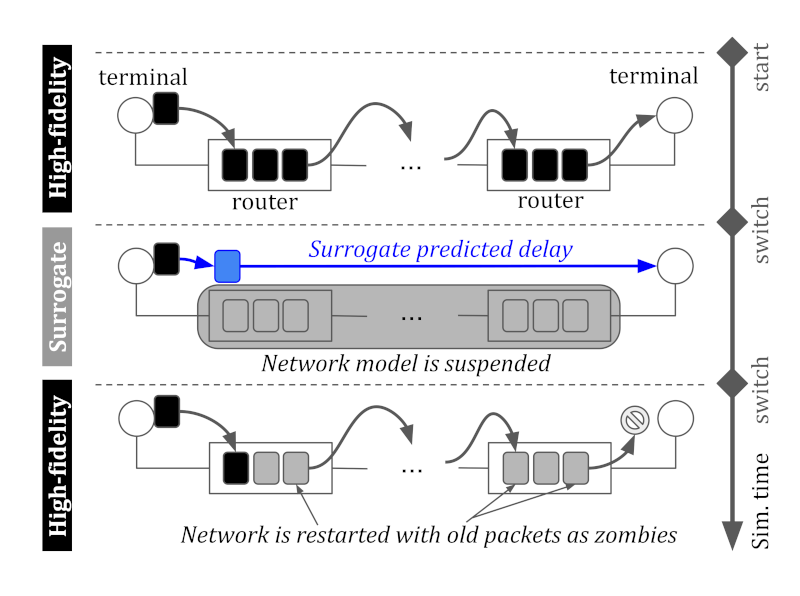 High-fidelity
terminal
terminal
start
router
router
...
switch
Surrogate
Surrogate predicted delay
...
Network model is suspended
switch
High-fidelity
...
Network is restarted with old packets as zombies
Sim. time